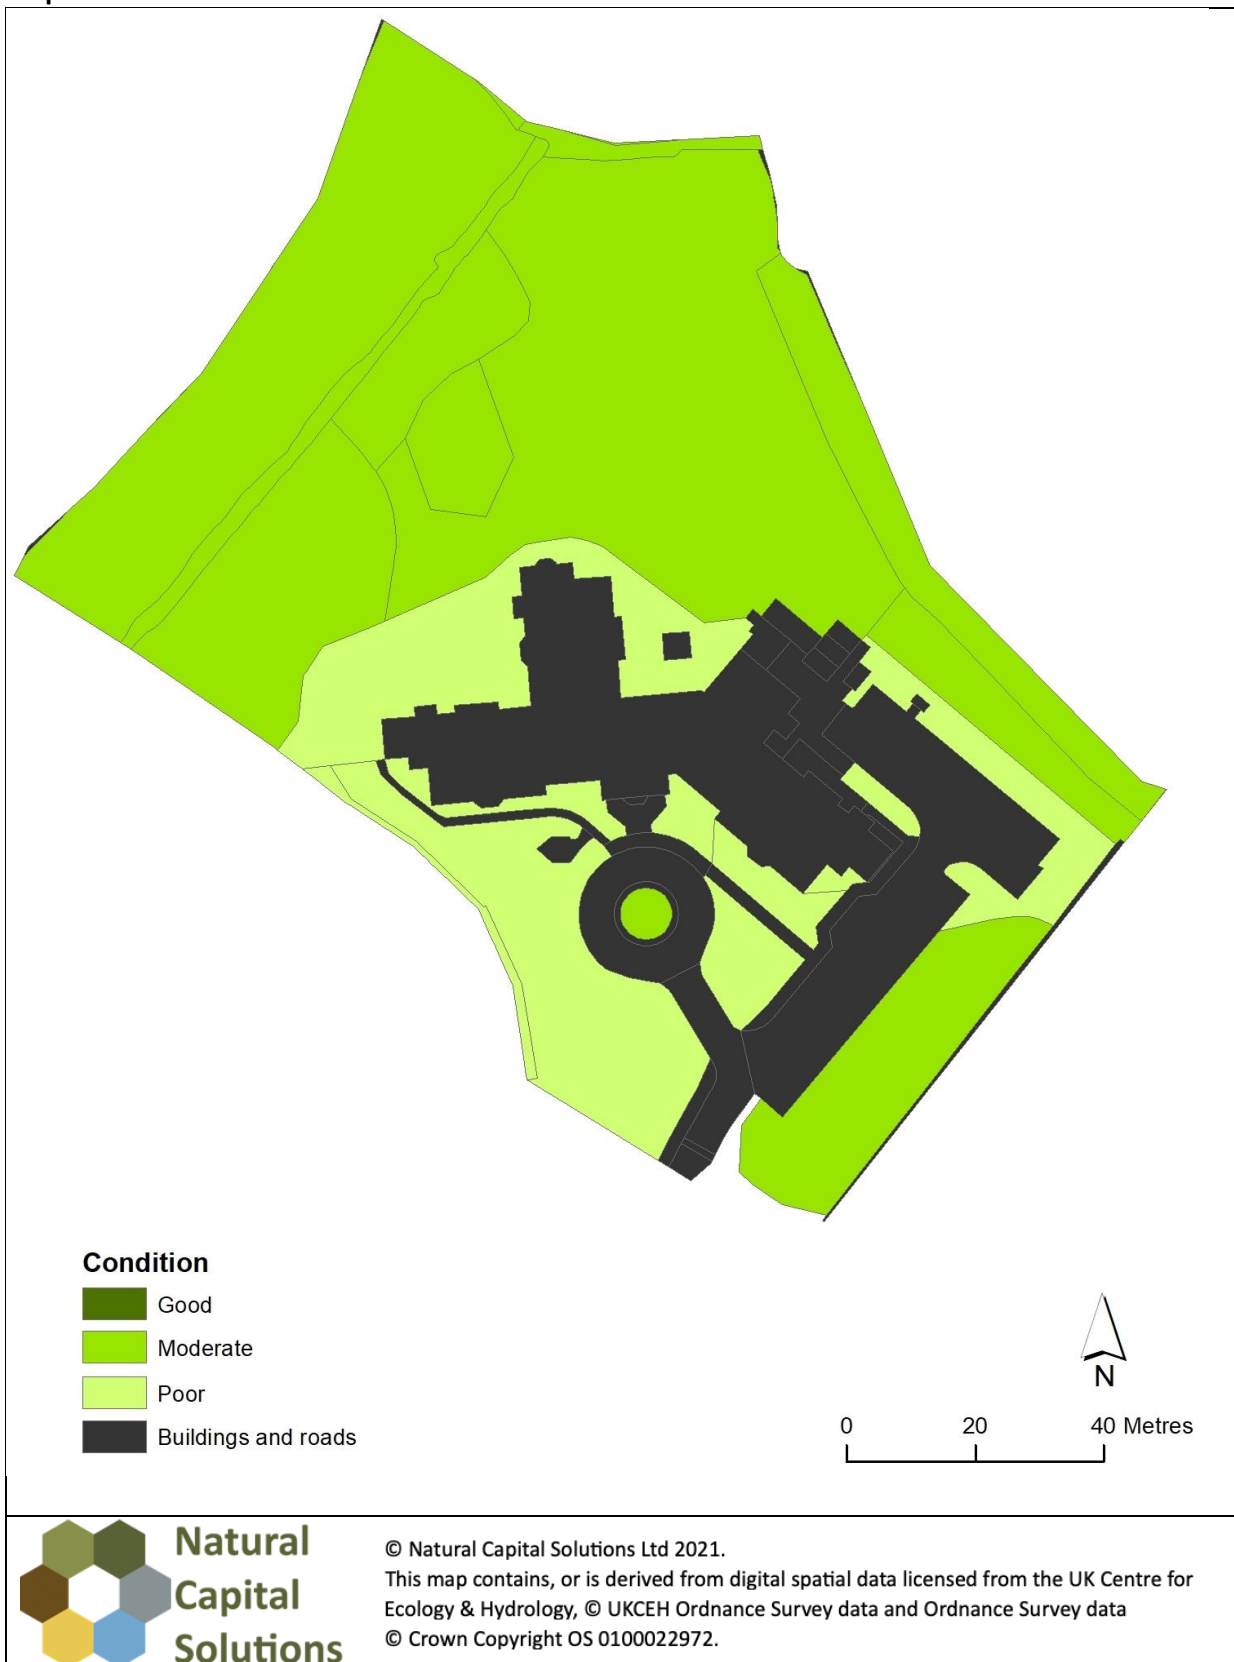 Condition
Good
Moderate
Poor
Buildings and roads
N
0 20 40 Metres
Natural
Capital
Solutions
© Natural Capital Solutions Ltd 2021.
This map contains, or is derived from digital spatial data licensed from the UK Centre for
Ecology & Hydrology, © UKCEH Ordnance Survey data and Ordnance Survey data
© Crown Copyright OS 0100022972.